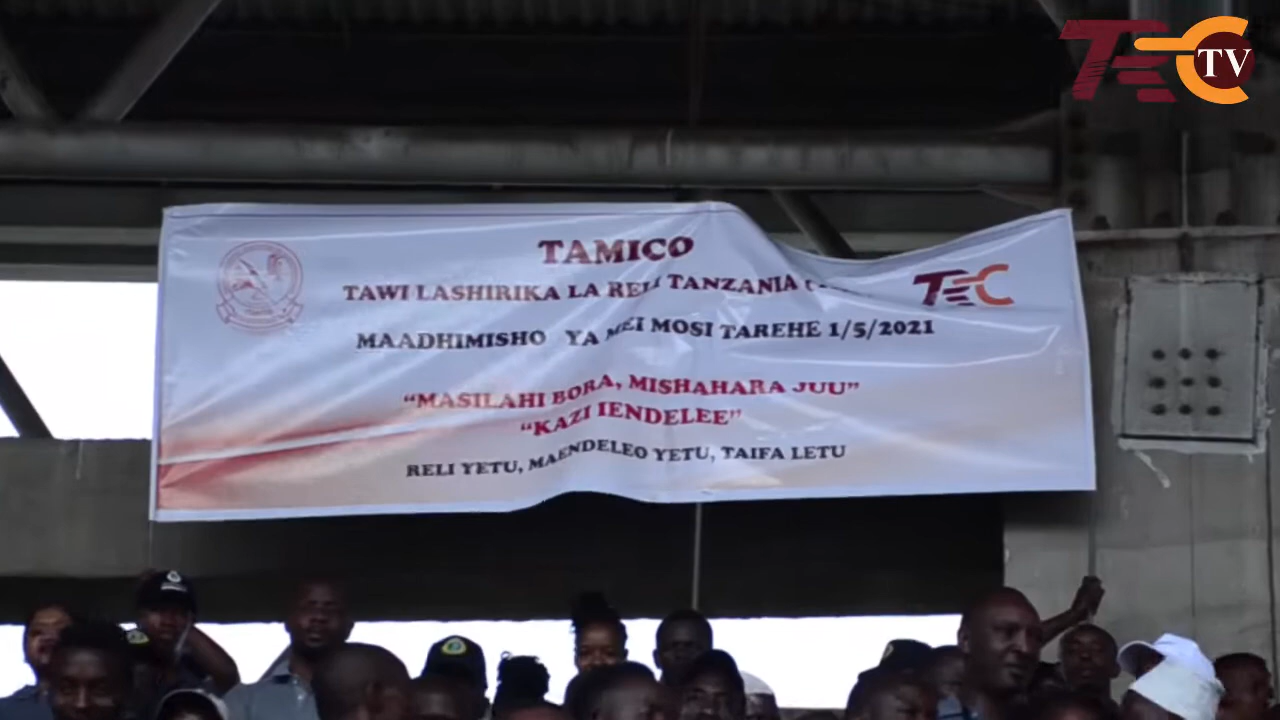 TEC TV
TAMICO
TAWI LASHIRIKA LA RELI TANZANIA
TEC
MAADHIMISHO YA MEI MOSI TAREHE 1/5/2021
"MASILAHI BORA, MISHAHARA JUU"
"KAZI IENDELEE"
RELI YETU, MAENDELEO YETU, TAIFA LETU